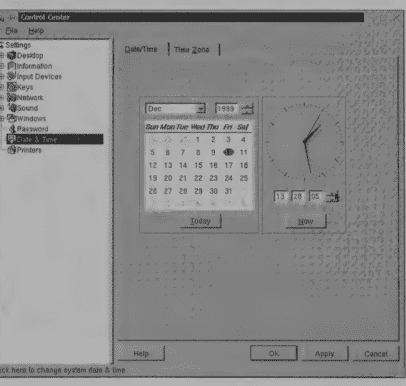 Control Center
File Help
Settings
Desktop
Information
Input Devices
Keys
Network
Sound
Windows
Password
Date & Time
Printers
Date/Time Time Zone
Dec 1999
Sun Mon Tue Wed Thu Fri Sat
1 2 3 4
5 6 7 8 9 10 11
12 13 14 15 16 17 18
19 20 21 22 23 24 25
26 27 28 29 30 31
Today
13 28 05
Now
Help OK Apply Cancel
ick here to change system date & time